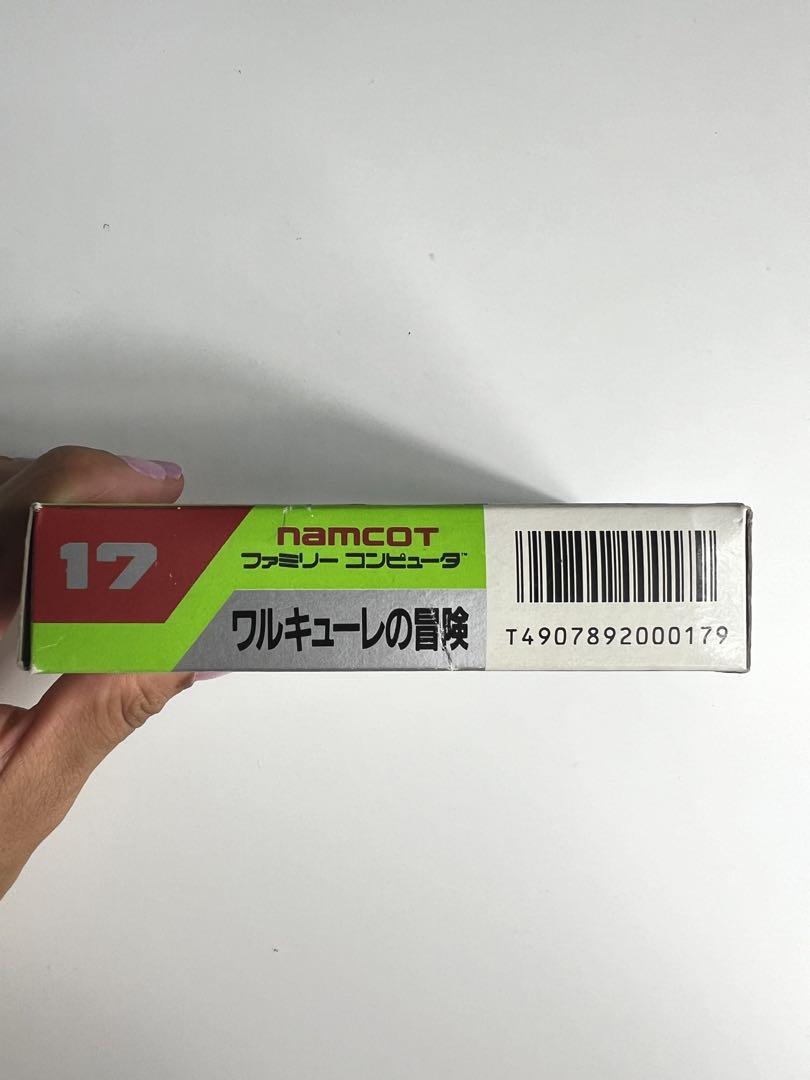 17
namcot
ファミリー コンピュータ™
ワルキューレの冒険
T4907892000179